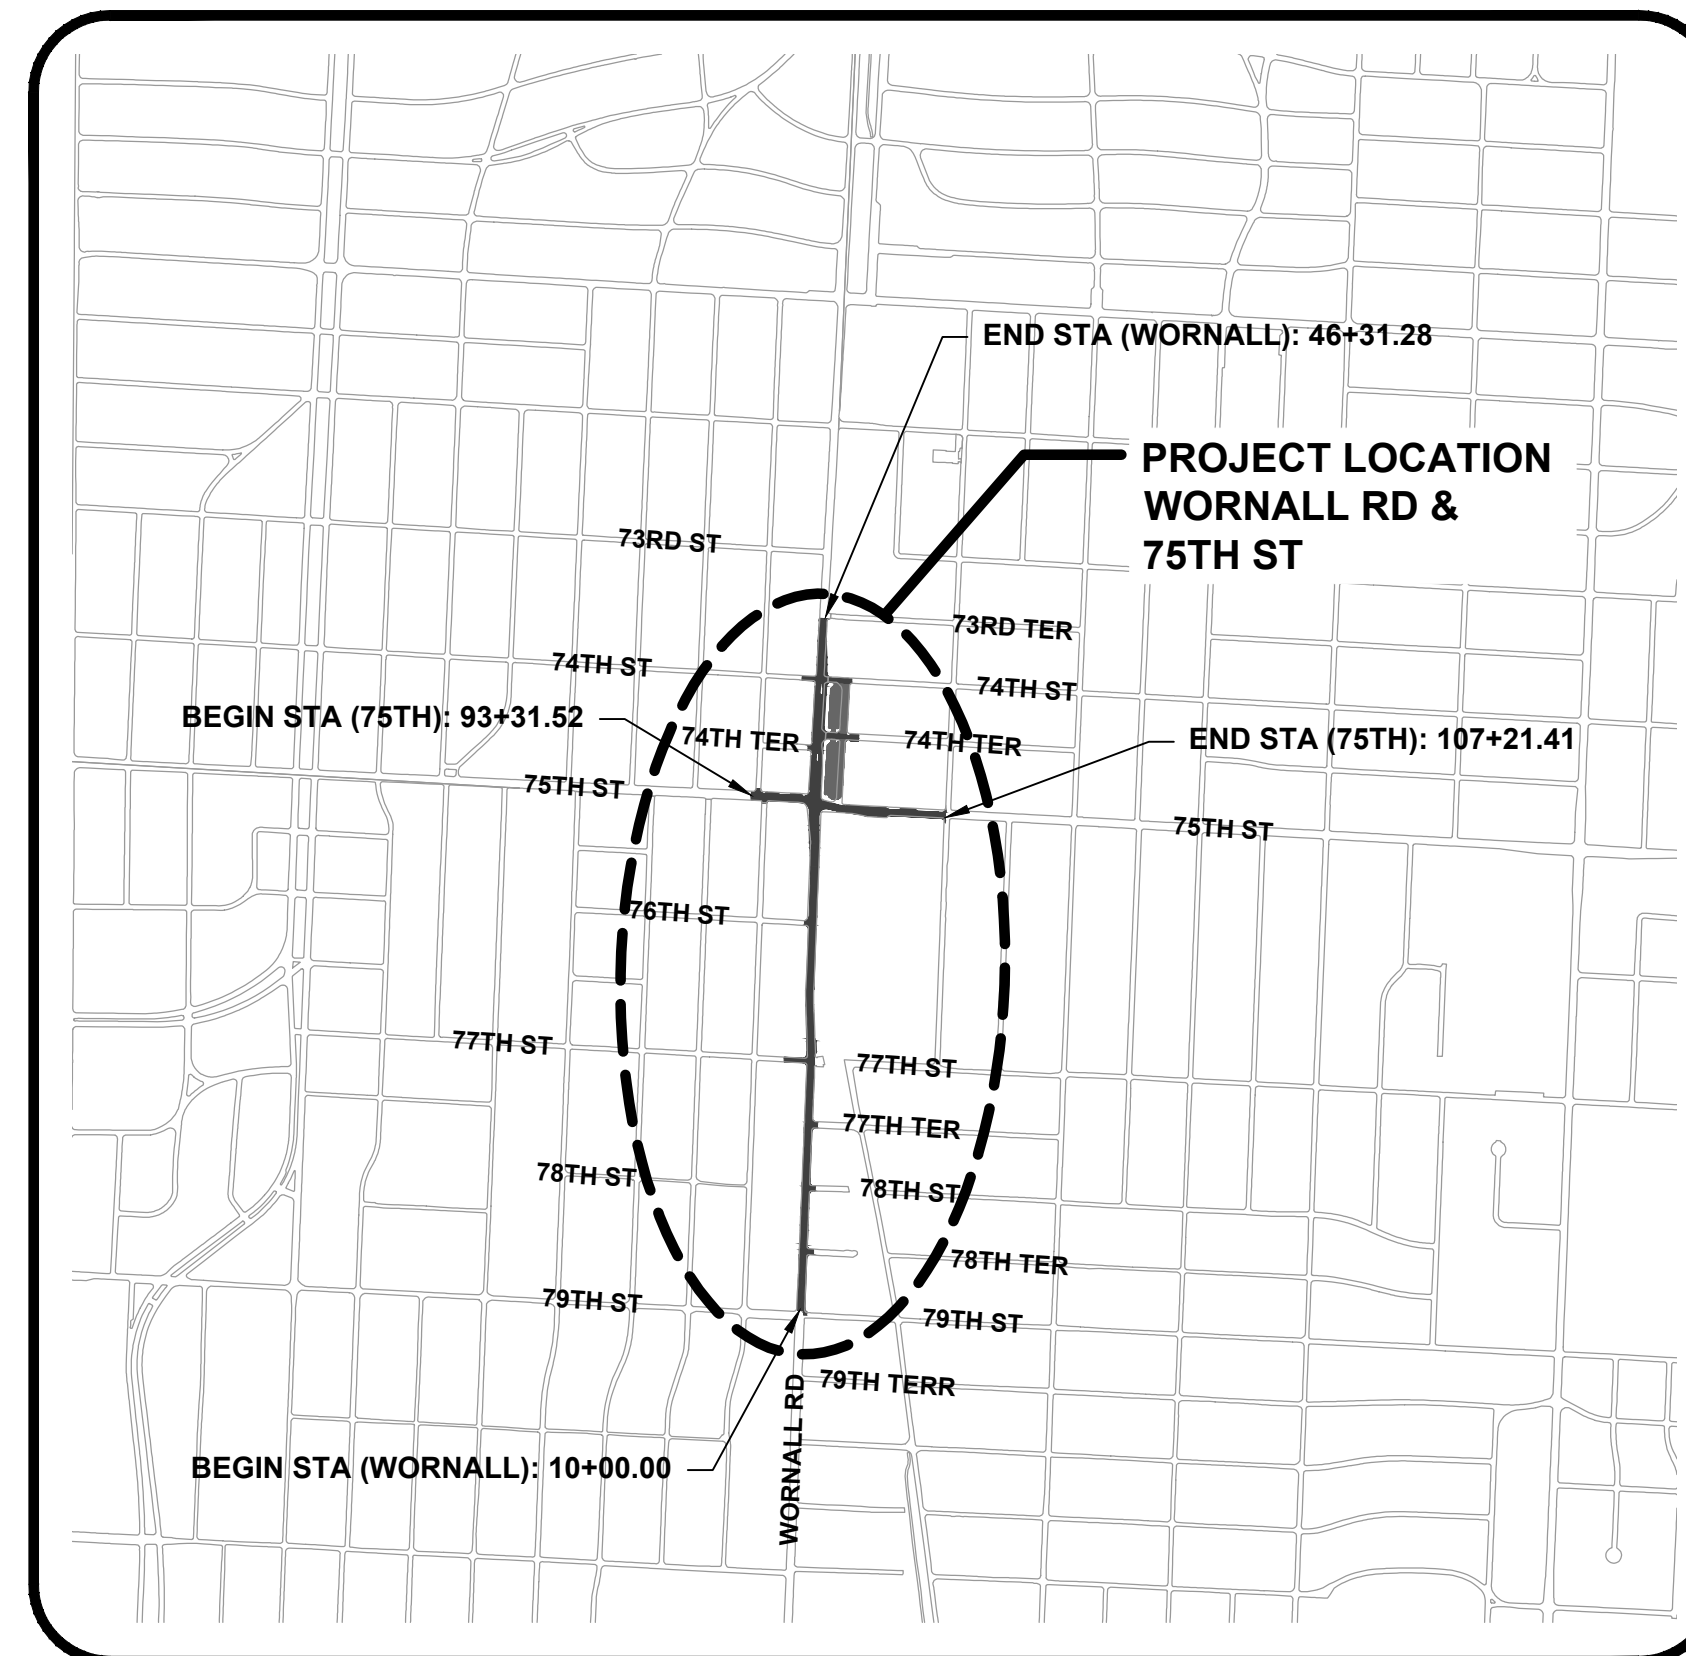 END STA (WORNALL): 46+31.28
PROJECT LOCATION
WORNALL RD &
75TH ST
73RD ST
73RD TER
74TH ST
74TH ST
BEGIN STA (75TH): 93+31.52
74TH TER
74TH TER
END STA (75TH): 107+21.41
75TH ST
75TH ST
76TH ST
77TH ST
77TH ST
77TH TER
78TH ST
78TH ST
78TH TER
79TH ST
79TH ST
79TH TERR
WORNALL RD
BEGIN STA (WORNALL): 10+00.00